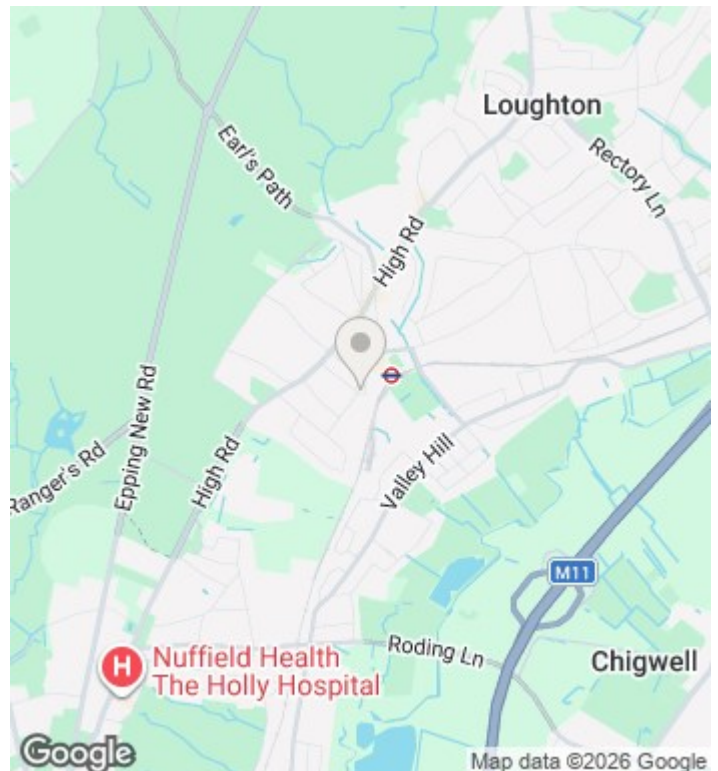 Loughton
Earl's Path
Rectory Ln
High Rd
Epping New Rd
Ranger's Rd
High Rd
Valley Hill
M11
Roding Ln
Chigwell
H
Nuffield Health
The Holly Hospital
Google
Map data ©2026 Google